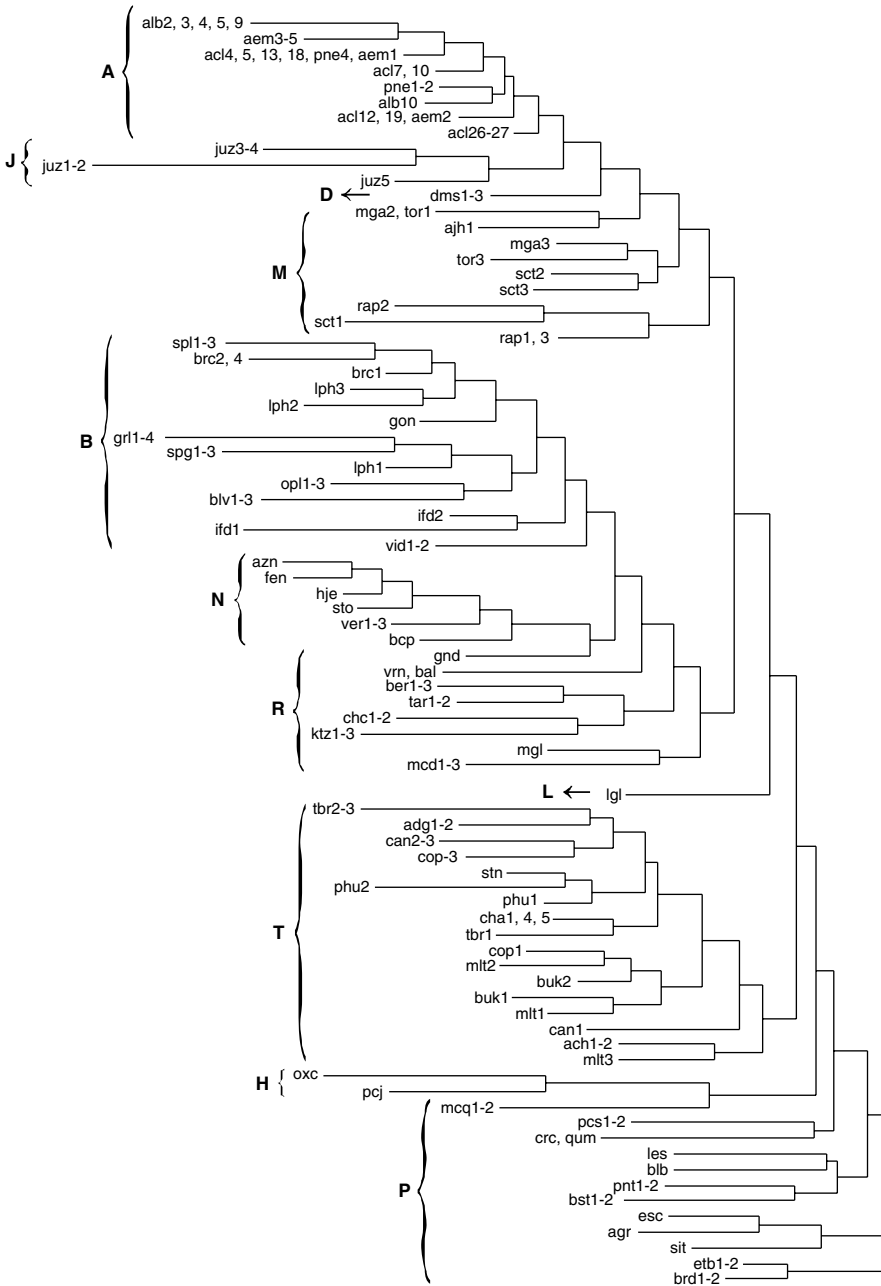 alb2, 3, 4, 5, 9
aem3-5
acl4, 5, 13, 18, pne4, aem1
A
acl7, 10
pne1-2
alb10
acl12, 19, aem2
acl26-27
juz3-4
J
juz1-2
juz5
D ←
dms1-3
mga2, tor1
ajh1
mga3
tor3
M
sct2
sct3
rap2
sct1
rap1, 3
spl1-3
brc2, 4
brc1
lph3
lph2
gon
B
grl1-4
spg1-3
lph1
opl1-3
blv1-3
ifd2
ifd1
vid1-2
azn
fen
N
hje
sto
ver1-3
bcp
gnd
vrn, bal
ber1-3
tar1-2
R
chc1-2
ktz1-3
mgl
mcd1-3
L ← lgl
tbr2-3
adg1-2
can2-3
cop-3
stn
phu2
phu1
cha1, 4, 5
T
tbr1
cop1
mlt2
buk2
buk1
mlt1
can1
ach1-2
mlt3
H
oxc
pcj
mcq1-2
pcs1-2
crc, qum
les
blb
P
pnt1-2
bst1-2
esc
agr
sit
etb1-2
brd1-2